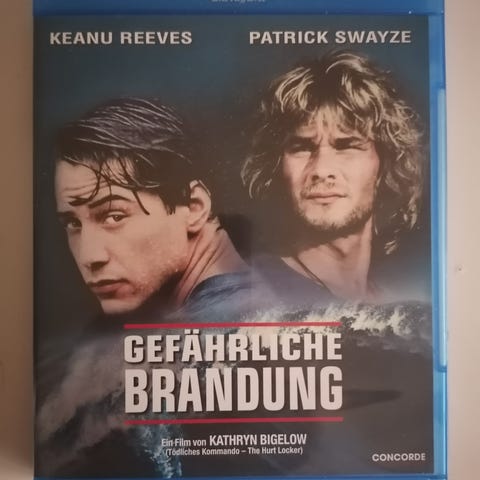 KEANU REEVES PATRICK SWAYZE
GEFÄHRLICHE
BRANDUNG
Ein Film von KATHRYN BIGELOW
(Tödliches Kommando – The Hurt Locker)
CONCORDE